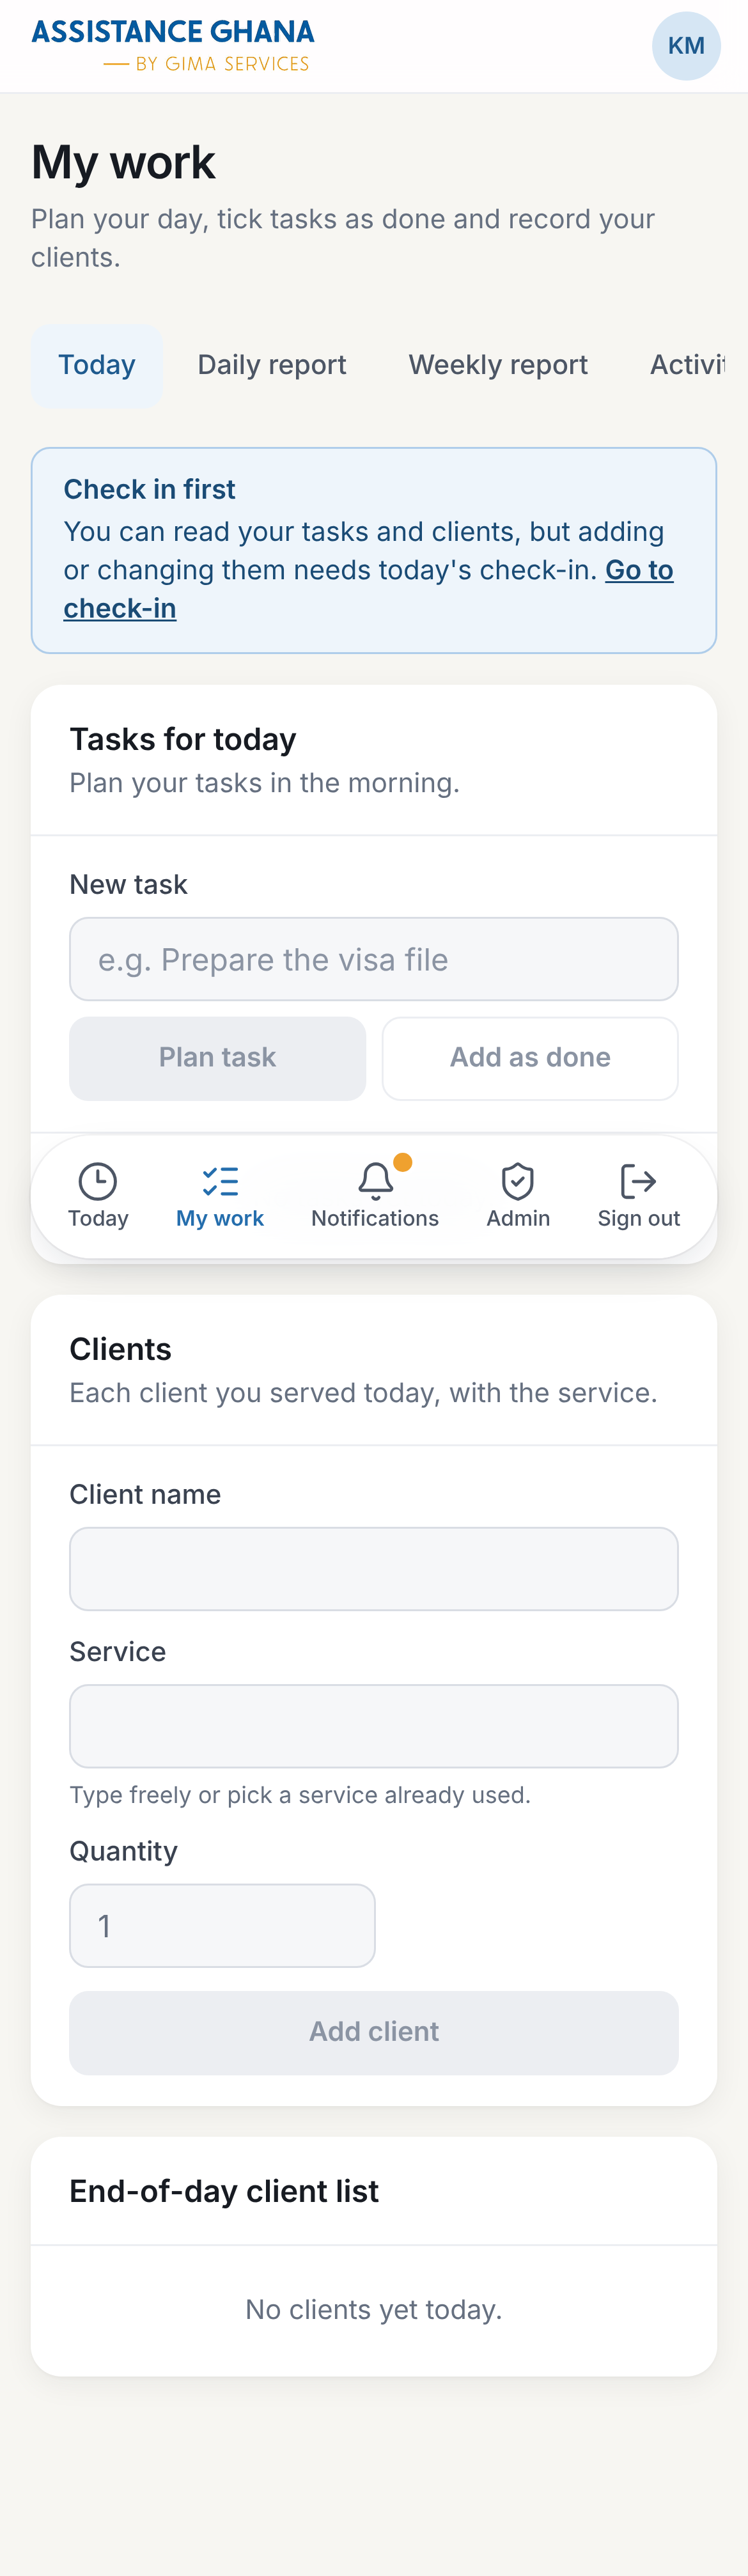 ASSISTANCE GHANA
BY GIMA SERVICES
KM
My work
Plan your day, tick tasks as done and record your
clients.
Today
Daily report
Weekly report
Activit
Check in first
You can read your tasks and clients, but adding
or changing them needs today's check-in. Go to
check-in
Tasks for today
Plan your tasks in the morning.
New task
e.g. Prepare the visa file
Plan task
Add as done
Today
My work
Notifications
Admin
Sign out
Clients
Each client you served today, with the service.
Client name
Service
Type freely or pick a service already used.
Quantity
1
Add client
End-of-day client list
No clients yet today.